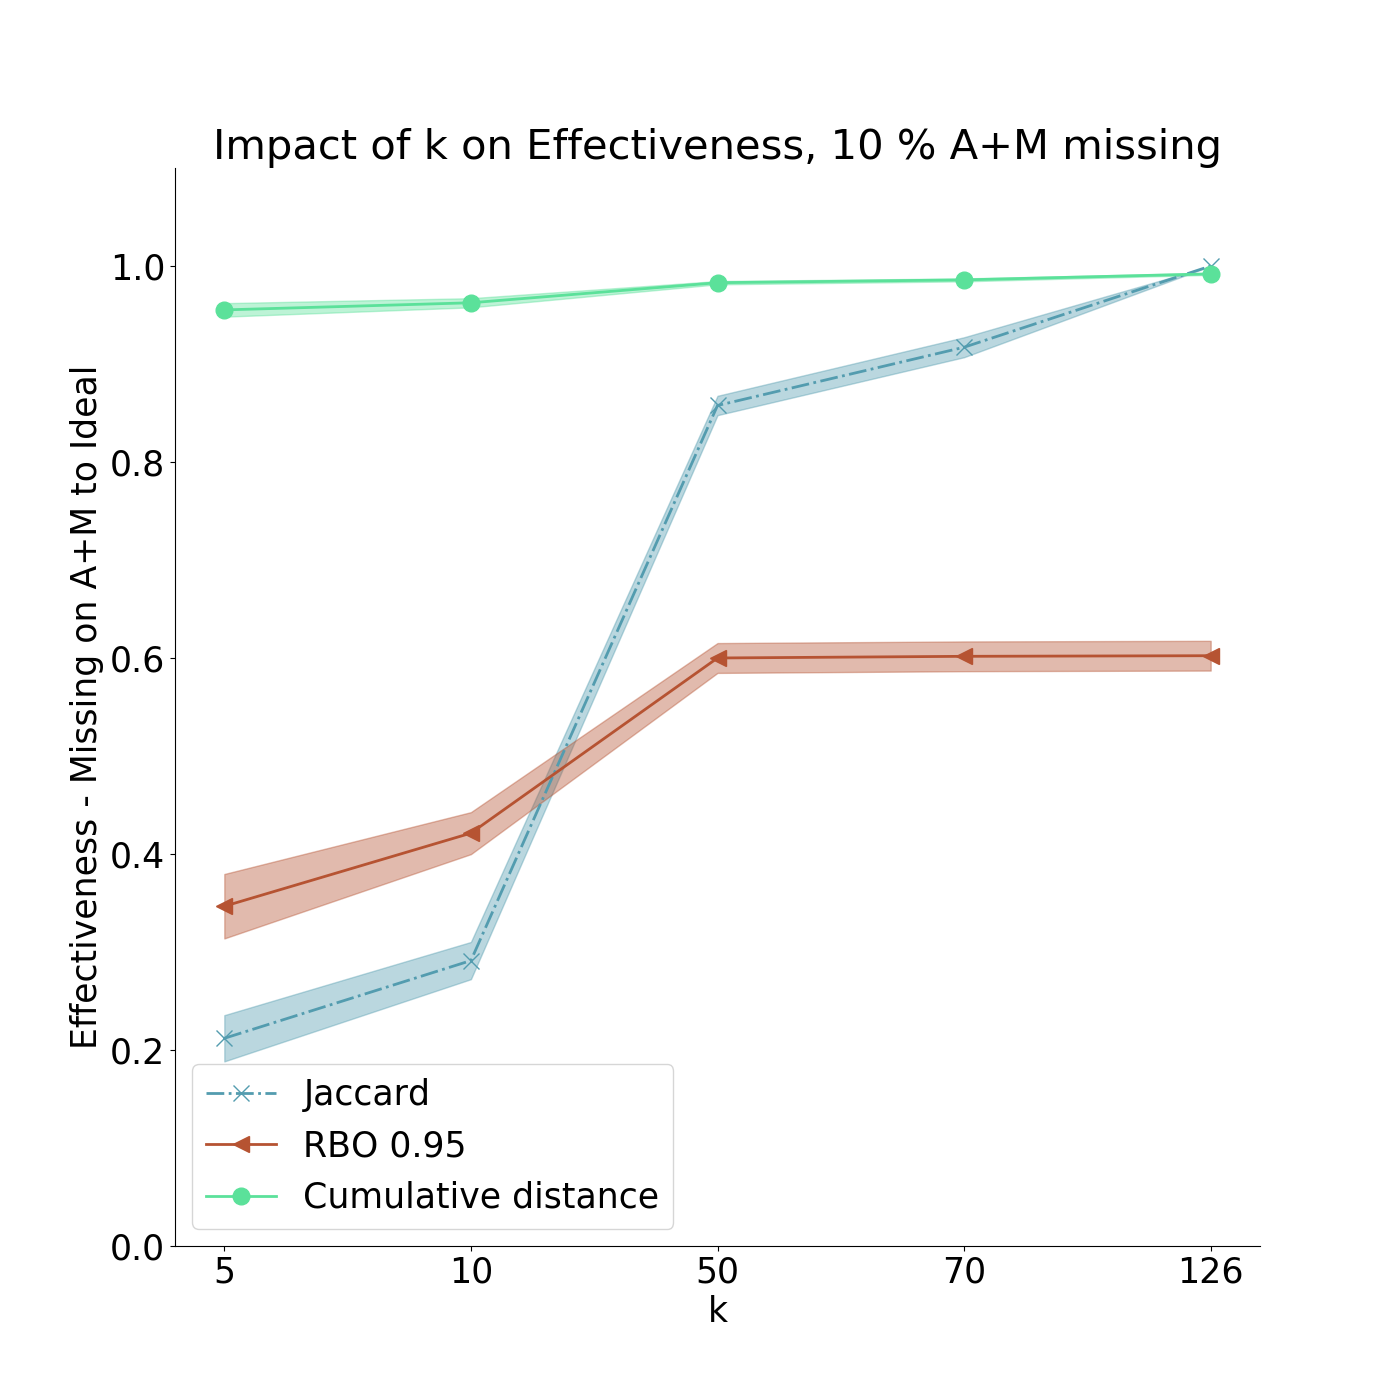 Impact of k on Effectiveness, 10 % A+M missing
Effectiveness - Missing on A+M to Ideal
1.0
0.8
0.6
0.4
0.2
0.0
Jaccard
RBO 0.95
Cumulative distance
5 10 50 70 126
k